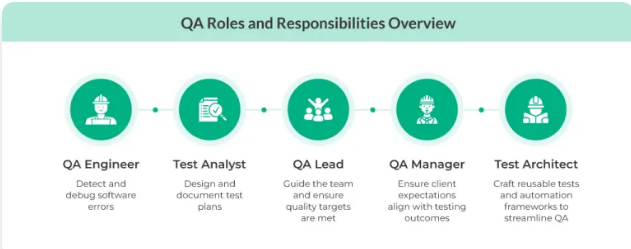 QA Roles and Responsibilities Overview
QA Engineer
Detect and
debug software
errors
Test Analyst
Design and
document test
plans
QA Lead
Guide the team
and ensure
quality targets
are met
QA Manager
Ensure client
expectations
align with testing
outcomes
Test Architect
Craft reusable tests
and automation
frameworks to
streamline QA